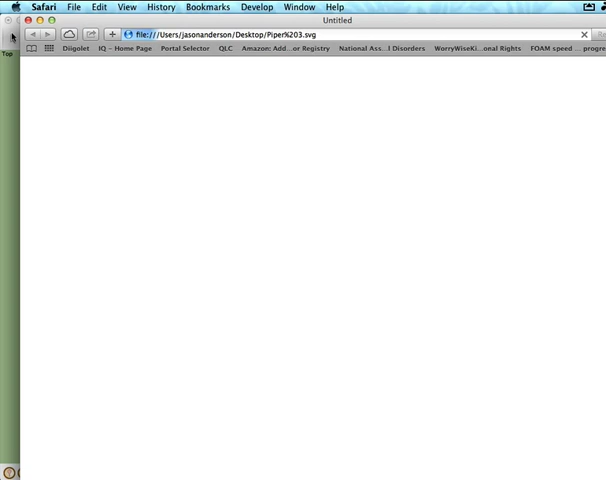 Safari File Edit View History Bookmarks Develop Window Help
Untitled
file:///Users/jasonanderson/Desktop/Piper%203.svg
Diigolet IQ - Home Page Portal Selector QLC Amazon: Add...or Registry National Ass...l Disorders WorryWiseKi...onal Rights FOAM speed ... progre
Top